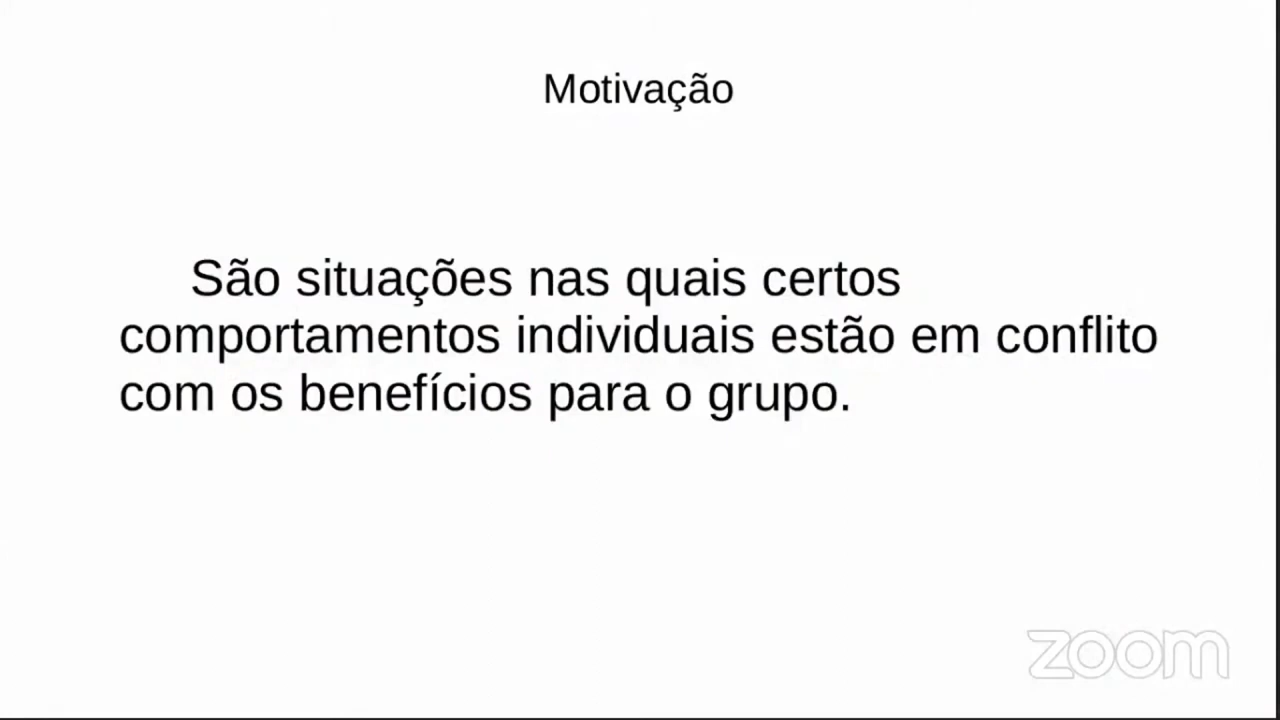 Motivação
São situações nas quais certos
comportamentos individuais estão em conflito
com os benefícios para o grupo.
zoom